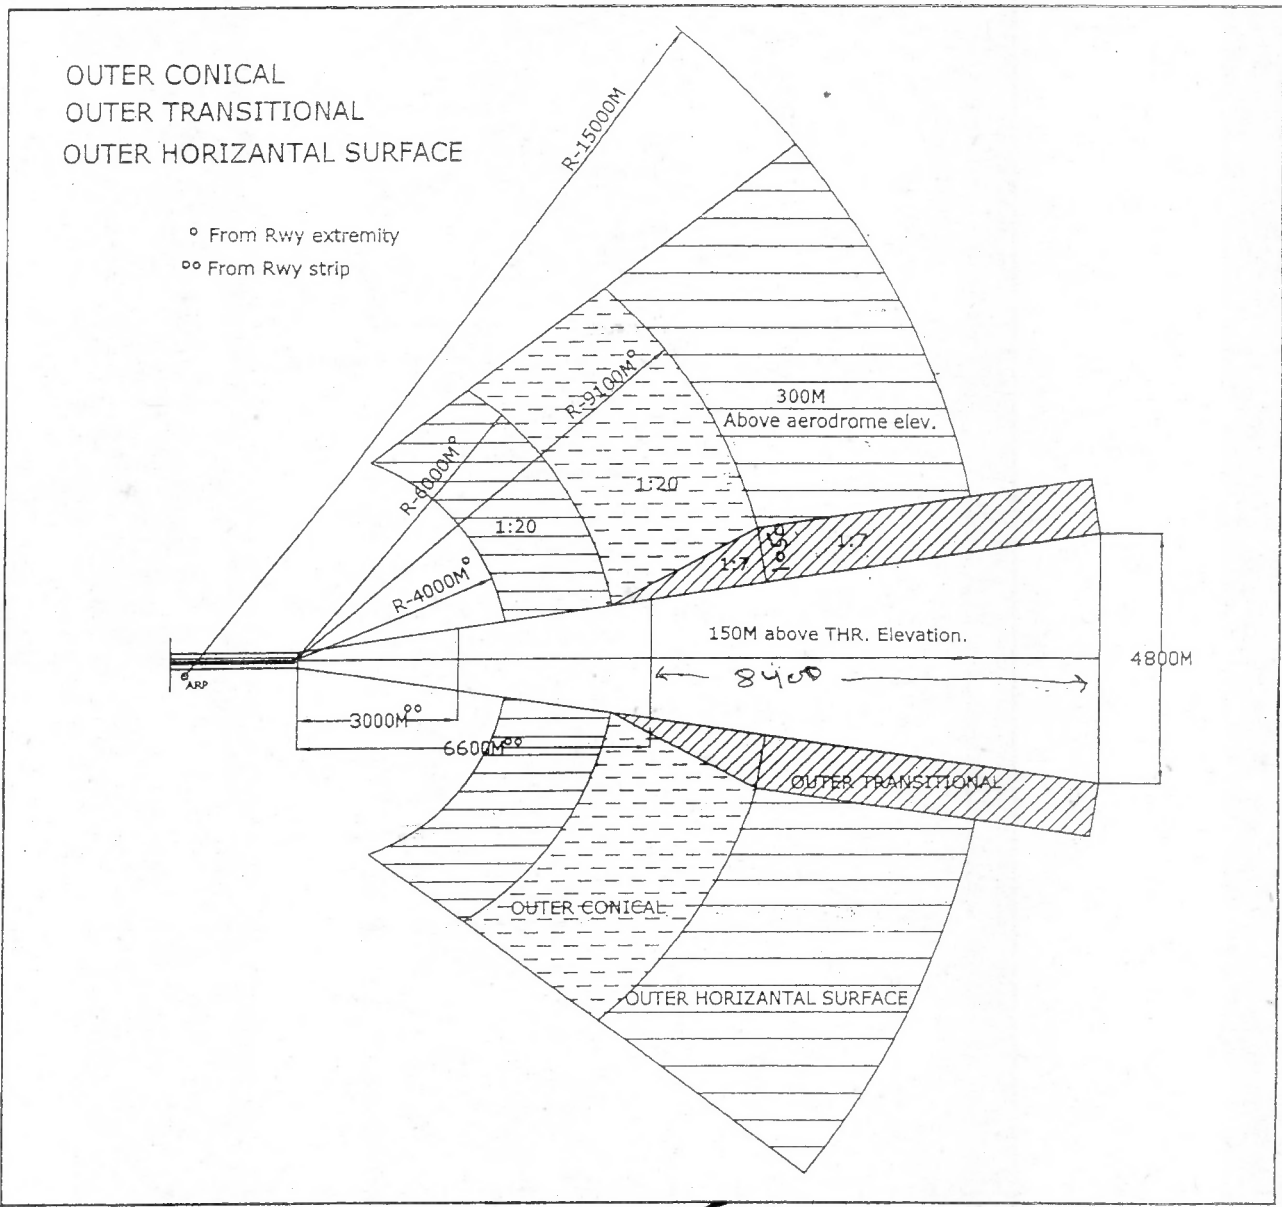 OUTER CONICAL
OUTER TRANSITIONAL
OUTER HORIZANTAL SURFACE
° From Rwy extremity
°° From Rwy strip
R-15000M
R-9100M°
R-6000M°
R-4000M°
300M
Above aerodrome elev.
1:20
1:20
1:7
1050
1:7
150M above THR. Elevation.
8400
4800M
ARP
3000M°°
6600M°°
OUTER TRANSITIONAL
OUTER CONICAL
OUTER HORIZANTAL SURFACE